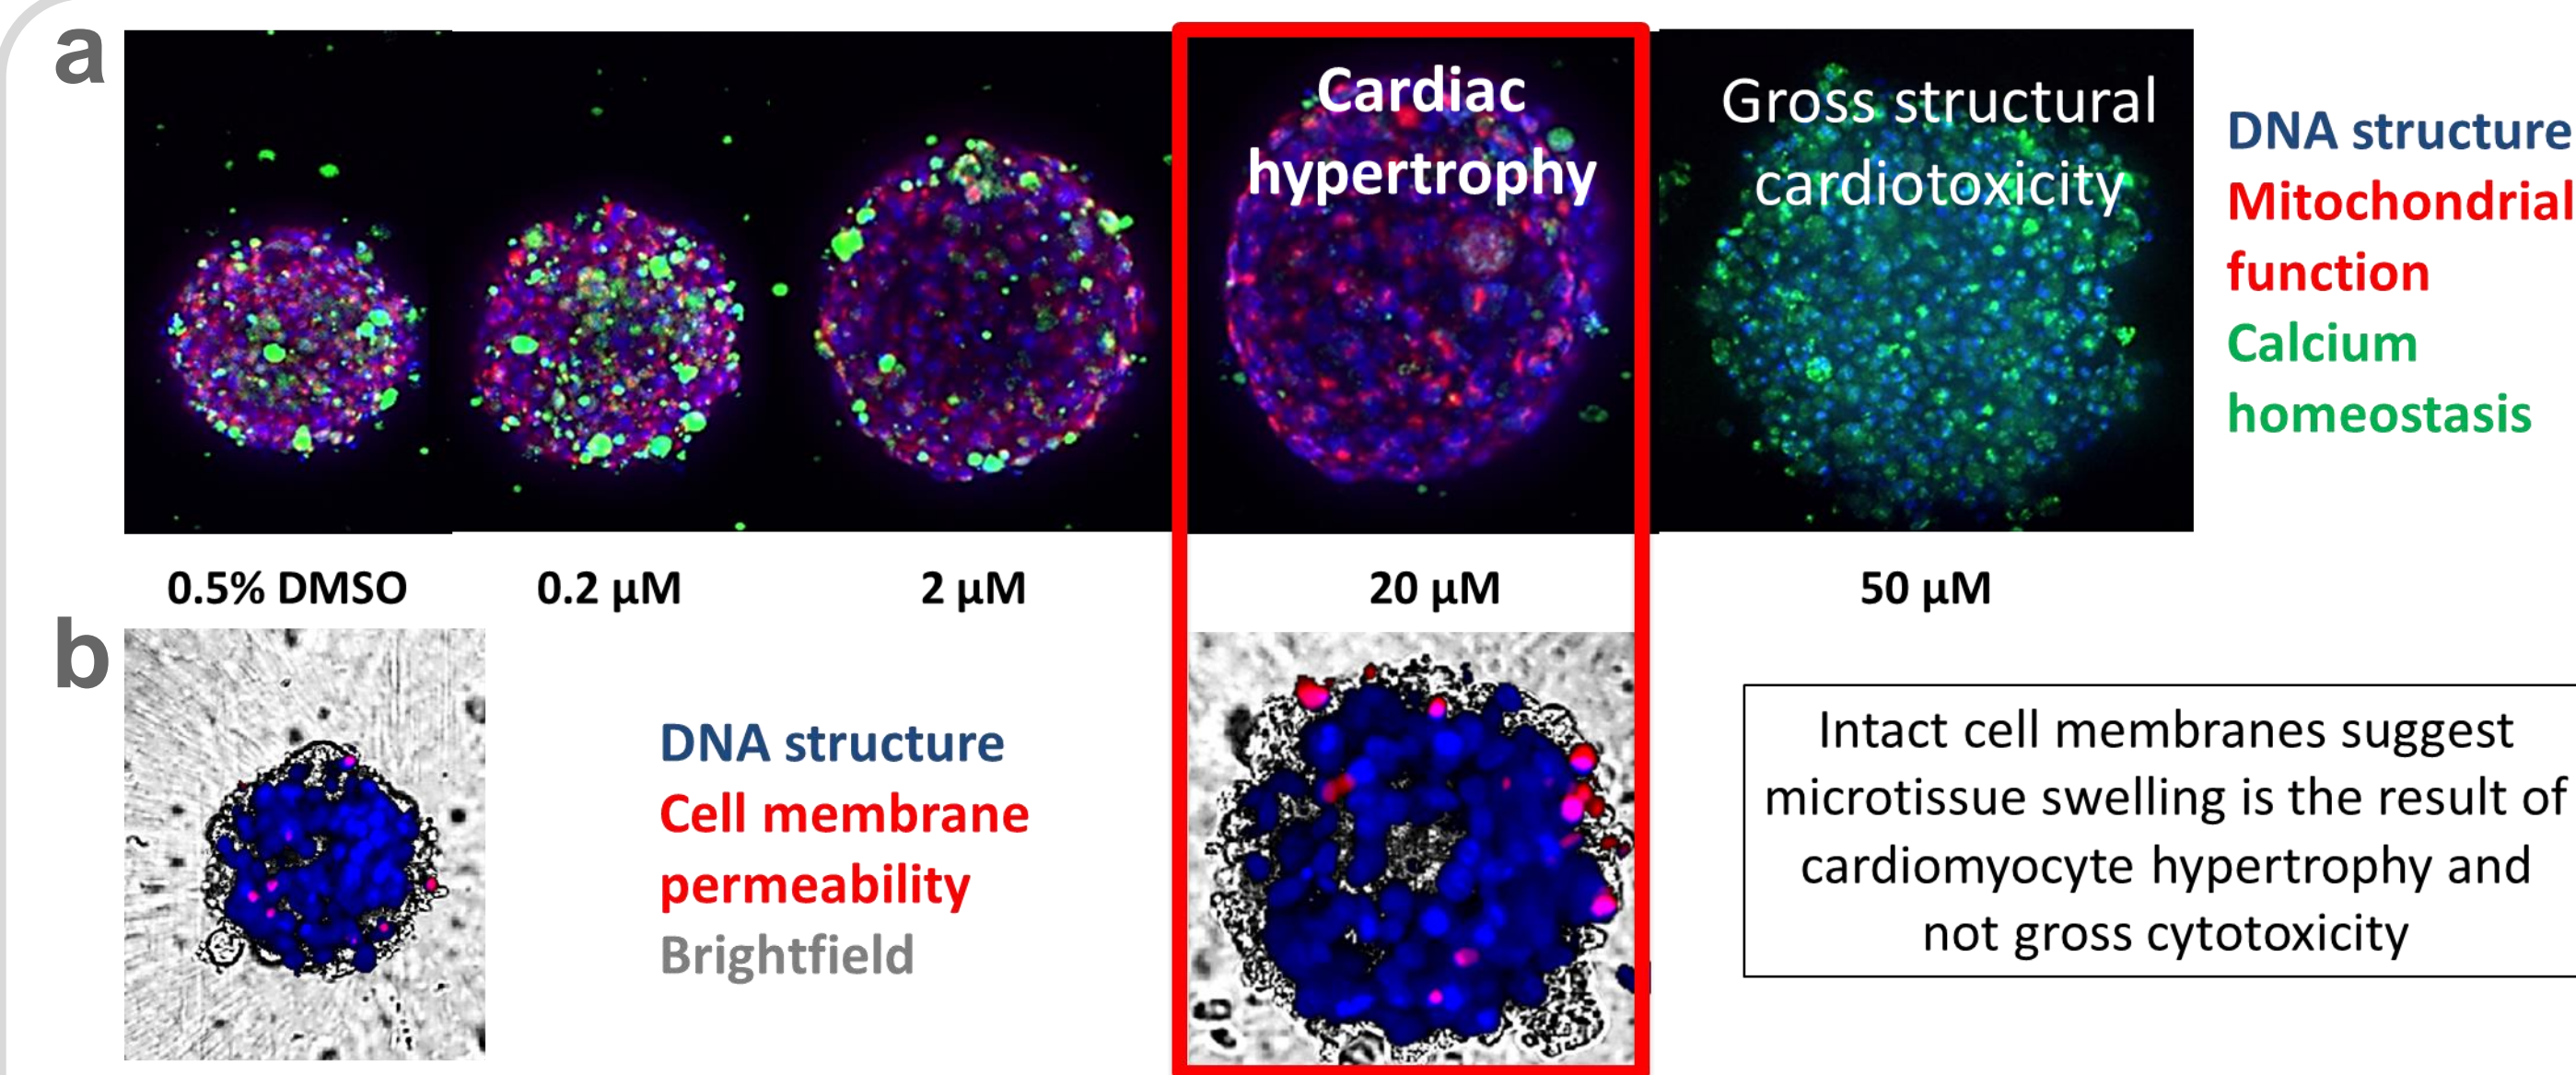 a
Cardiac
hypertrophy
Gross structural
cardiotoxicity
DNA structure
Mitochondrial
function
Calcium
homeostasis
0.5% DMSO
0.2 µM
2 µM
20 µM
50 µM
b
DNA structure
Cell membrane
permeability
Brightfield
Intact cell membranes suggest
microtissue swelling is the result of
cardiomyocyte hypertrophy and
not gross cytotoxicity